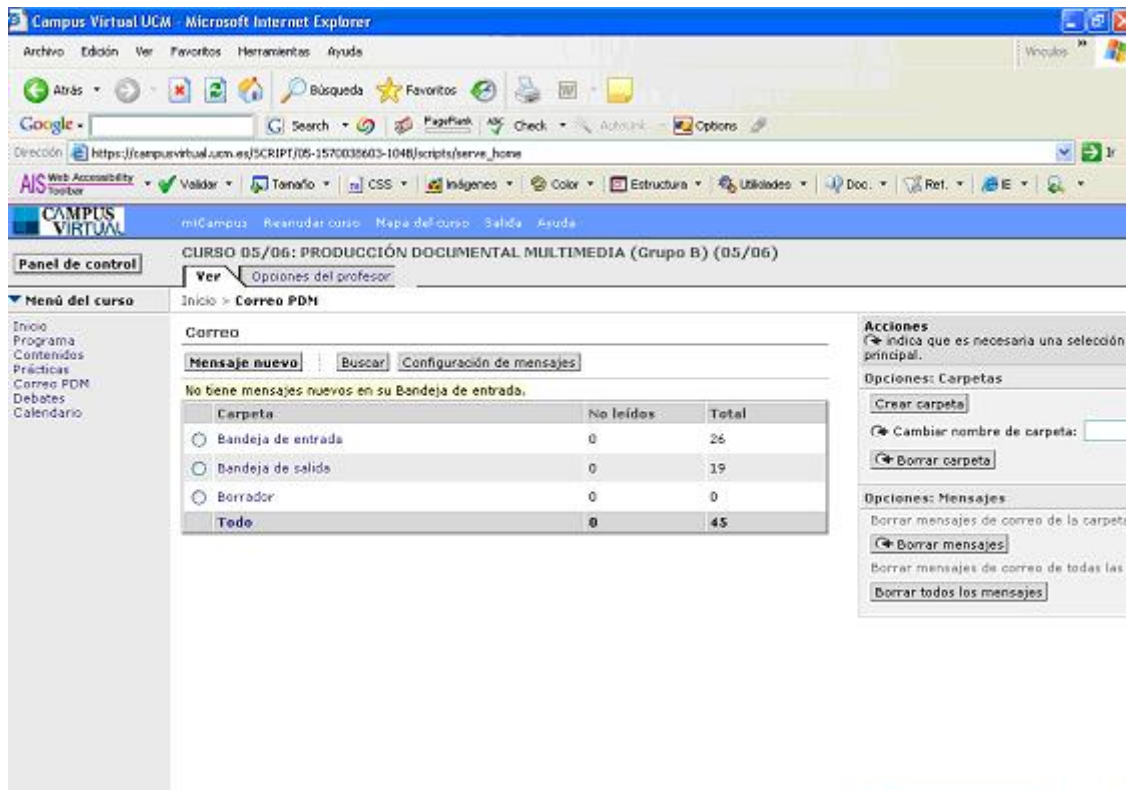 Campus Virtual UCM - Microsoft Internet Explorer
Archivo Edición Ver Favoritos Herramientas Ayuda
Vínculos »
Atrás Búsqueda Favoritos
Google Search PageRank ABC Check AutoLink Options
Dirección https://campusvirtual.ucm.es/SCRIPT/05-1570035603-1048/scripts/serve_home Ir
AIS Web Accessibility Toolbar Validar Tamaño CSS Imágenes Color Estructura Utilidades Doc. Ref. IE
CAMPUS VIRTUAL
miCampus Reanudar curso Mapa del curso Salida Ayuda
Panel de control
CURSO 05/06: PRODUCCIÓN DOCUMENTAL MULTIMEDIA (Grupo B) (05/06)
Ver Opciones del profesor
Menú del curso
Inicio > Correo PDM
Inicio
Programa
Contenidos
Prácticas
Correo PDM
Debates
Calendario
Correo
Mensaje nuevo Buscar Configuración de mensajes
No tiene mensajes nuevos en su Bandeja de entrada.
Carpeta No leídos Total
Bandeja de entrada 0 26
Bandeja de salida 0 19
Borrador 0 0
Todo 0 45
Acciones
indica que es necesaria una selección
principal.
Opciones: Carpetas
Crear carpeta
Cambiar nombre de carpeta:
Borrar carpeta
Opciones: Mensajes
Borrar mensajes de correo de la carpeta
Borrar mensajes
Borrar mensajes de correo de todas las
Borrar todos los mensajes